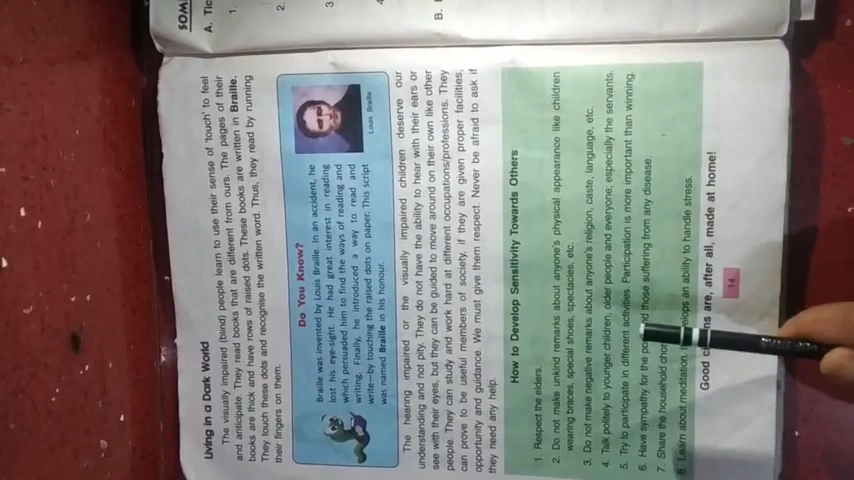 Living in a Dark World
The visually impaired (blind) people learn to use their sense of 'touch' to feel
and anticipate. They read books that are different from ours. The pages of their
books are thick and have rows of raised dots. These books are written in Braille.
They touch these dots and recognise the written word. Thus, they read by running
their fingers on them.
Do You Know?
Braille was invented by Louis Braille. In an accident, he
lost his eye-sight. He had great interest in reading
which persuaded him to find the ways of reading and
writing. Finally, he introduced a way to read and
write—by touching the raised dots on paper. This script
was named Braille in his honour.
Louis Braille
The hearing impaired or the visually impaired children deserve our
understanding and not pity. They do not have the ability to hear with their ears or
see with their eyes, but they can be guided to move around on their own like other
people. They can study and work hard at different occupations/professions. They
can prove to be useful members of society, if they are given proper facilities,
opportunity and guidance. We must give them respect. Never be afraid to ask if
they need any help.
How to Develop Sensitivity Towards Others
1. Respect the elders.
2. Do not make unkind remarks about anyone's physical appearance like children
wearing braces, special shoes, spectacles, etc.
3. Do not make negative remarks about anyone's religion, caste, language, etc.
4. Talk politely to younger children, older people and everyone; especially the servants.
5. Try to participate in different activities. Participation is more important than winning.
6. Have sympathy for the and those suffering from any disease.
7. Share the household
8. Learn about meditation. an ability to handle stress.
Good are, after all, made at home!
14
A.
1.
2.
3
B.